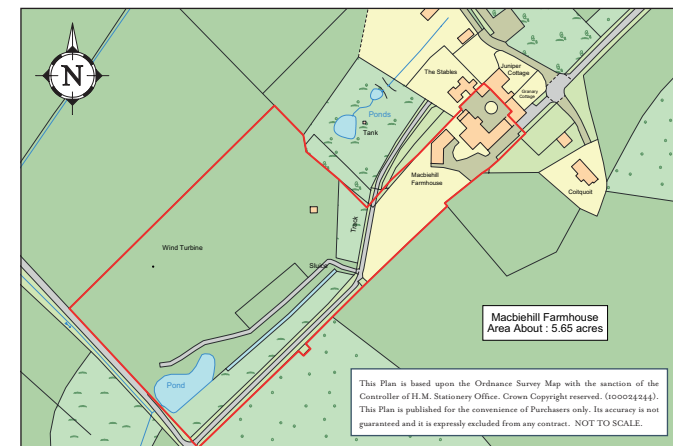 N
The Stables
Juniper
Cottage
Granary
Cottage
Ponds
Tank
Macbiehill
Farmhouse
Coitquoit
Track
Wind Turbine
Sluice
Pond
Macbiehill Farmhouse
Area About : 5.65 acres
This Plan is based upon the Ordnance Survey Map with the sanction of the
Controller of H.M. Stationery Office. Crown Copyright reserved. (100024244).
This Plan is published for the convenience of Purchasers only. Its accuracy is not
guaranteed and it is expressly excluded from any contract. NOT TO SCALE.